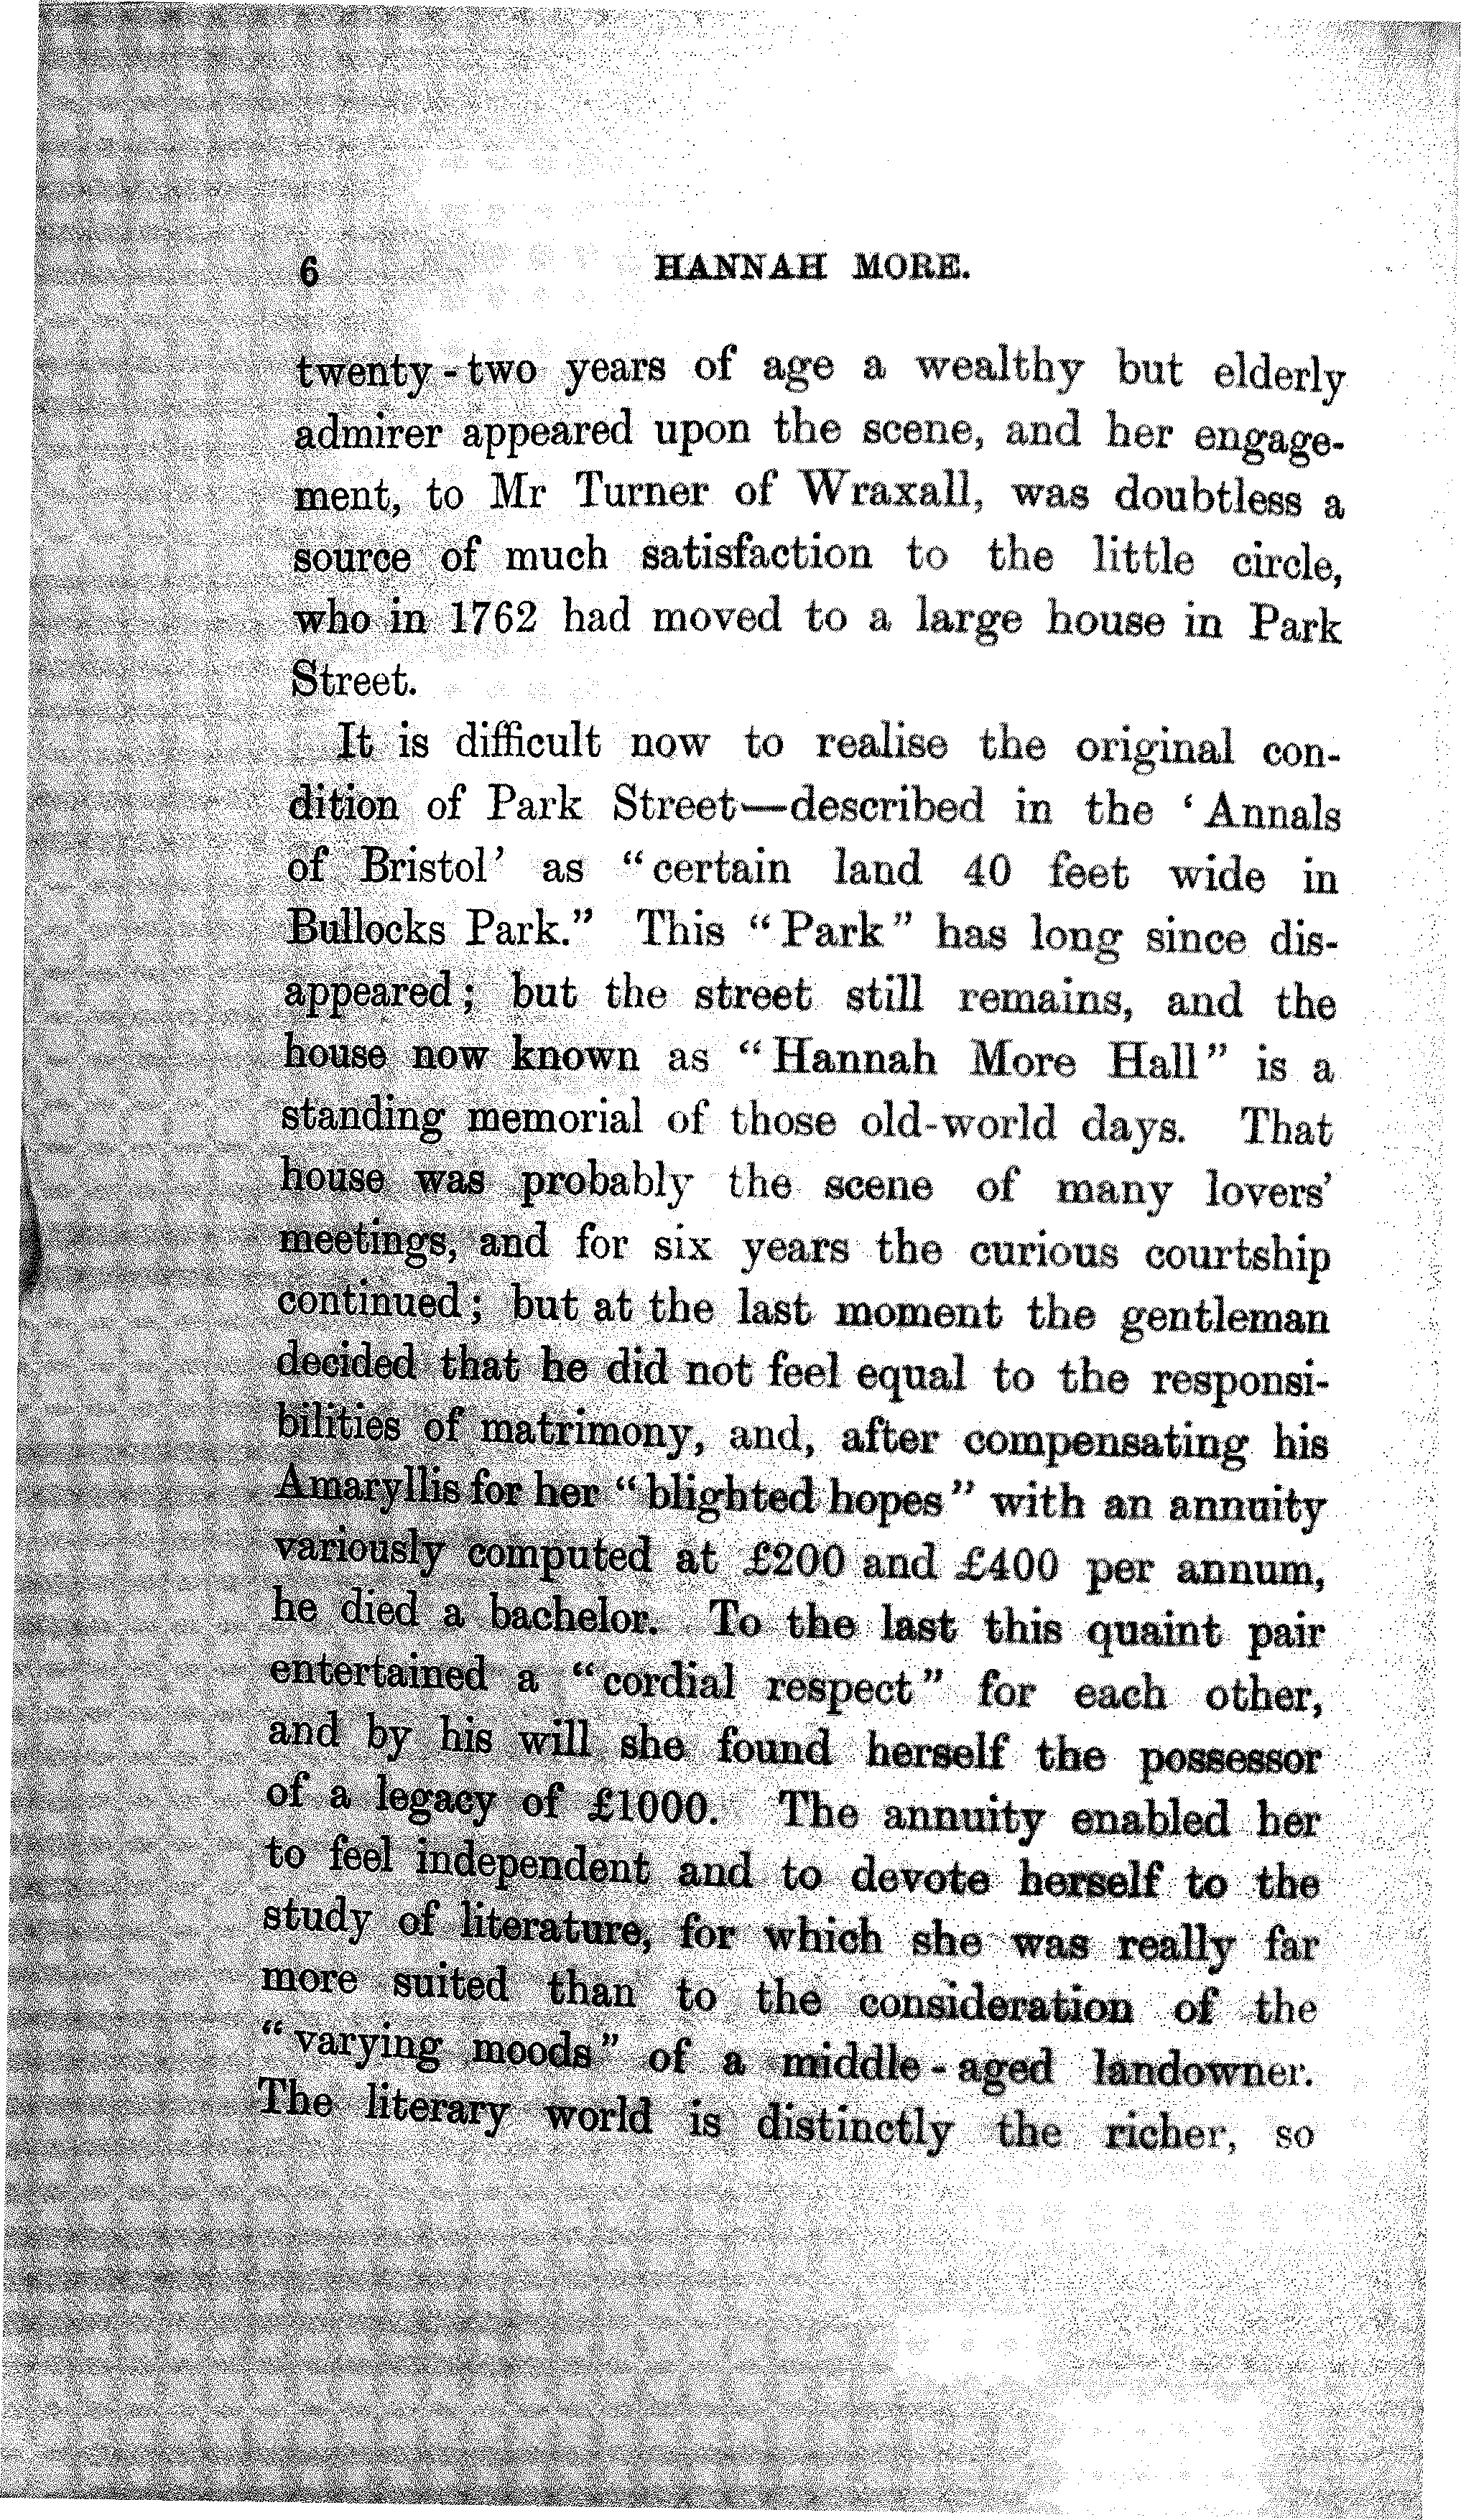 6 HANNAH MORE.
twenty-two years of age a wealthy but elderly
admirer appeared upon the scene, and her engage-
ment, to Mr Turner of Wraxall, was doubtless a
source of much satisfaction to the little circle,
who in 1762 had moved to a large house in Park
Street.
It is difficult now to realise the original con-
dition of Park Street—described in the ‘Annals
of Bristol’ as “certain land 40 feet wide in
Bullocks Park.” This “Park” has long since dis-
appeared; but the street still remains, and the
house now known as “Hannah More Hall” is a
standing memorial of those old-world days. That
house was probably the scene of many lovers’
meetings, and for six years the curious courtship
continued; but at the last moment the gentleman
decided that he did not feel equal to the responsi-
bilities of matrimony, and, after compensating his
Amaryllis for her “blighted hopes” with an annuity
variously computed at £200 and £400 per annum,
he died a bachelor. To the last this quaint pair
entertained a “cordial respect” for each other,
and by his will she found herself the possessor
of a legacy of £1000. The annuity enabled her
to feel independent and to devote herself to the
study of literature, for which she was really far
more suited than to the consideration of the
“varying moods” of a middle-aged landowner.
The literary world is distinctly the richer, so